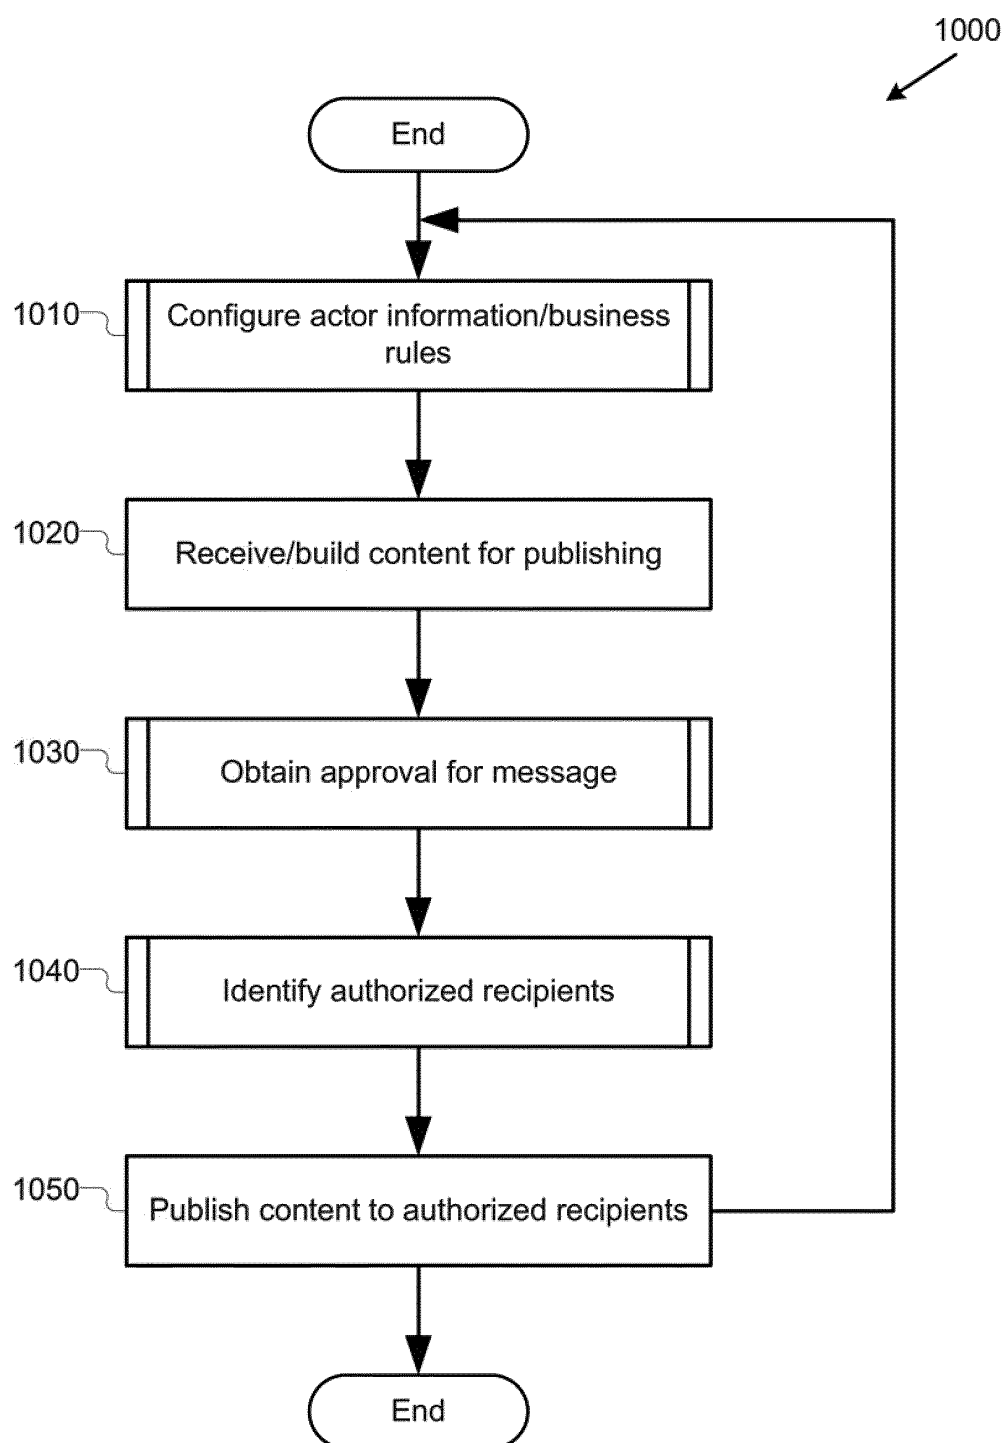 1000
End
1010
Configure actor information/business
rules
1020
Receive/build content for publishing
1030
Obtain approval for message
1040
Identify authorized recipients
1050
Publish content to authorized recipients
End